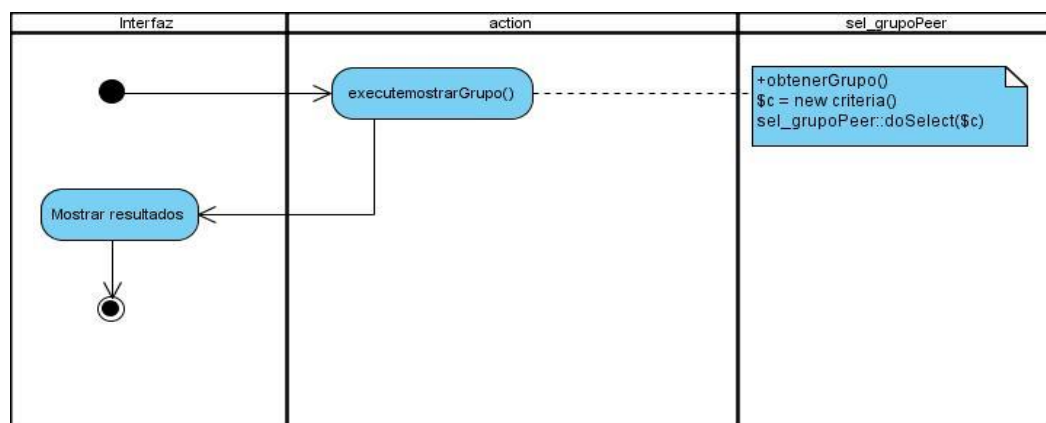 Interfaz
action
sel_grupoPeer
executemostrarGrupo()
+obtenerGrupo()
$c = new criteria()
sel_grupoPeer::doSelect($c)
Mostrar resultados